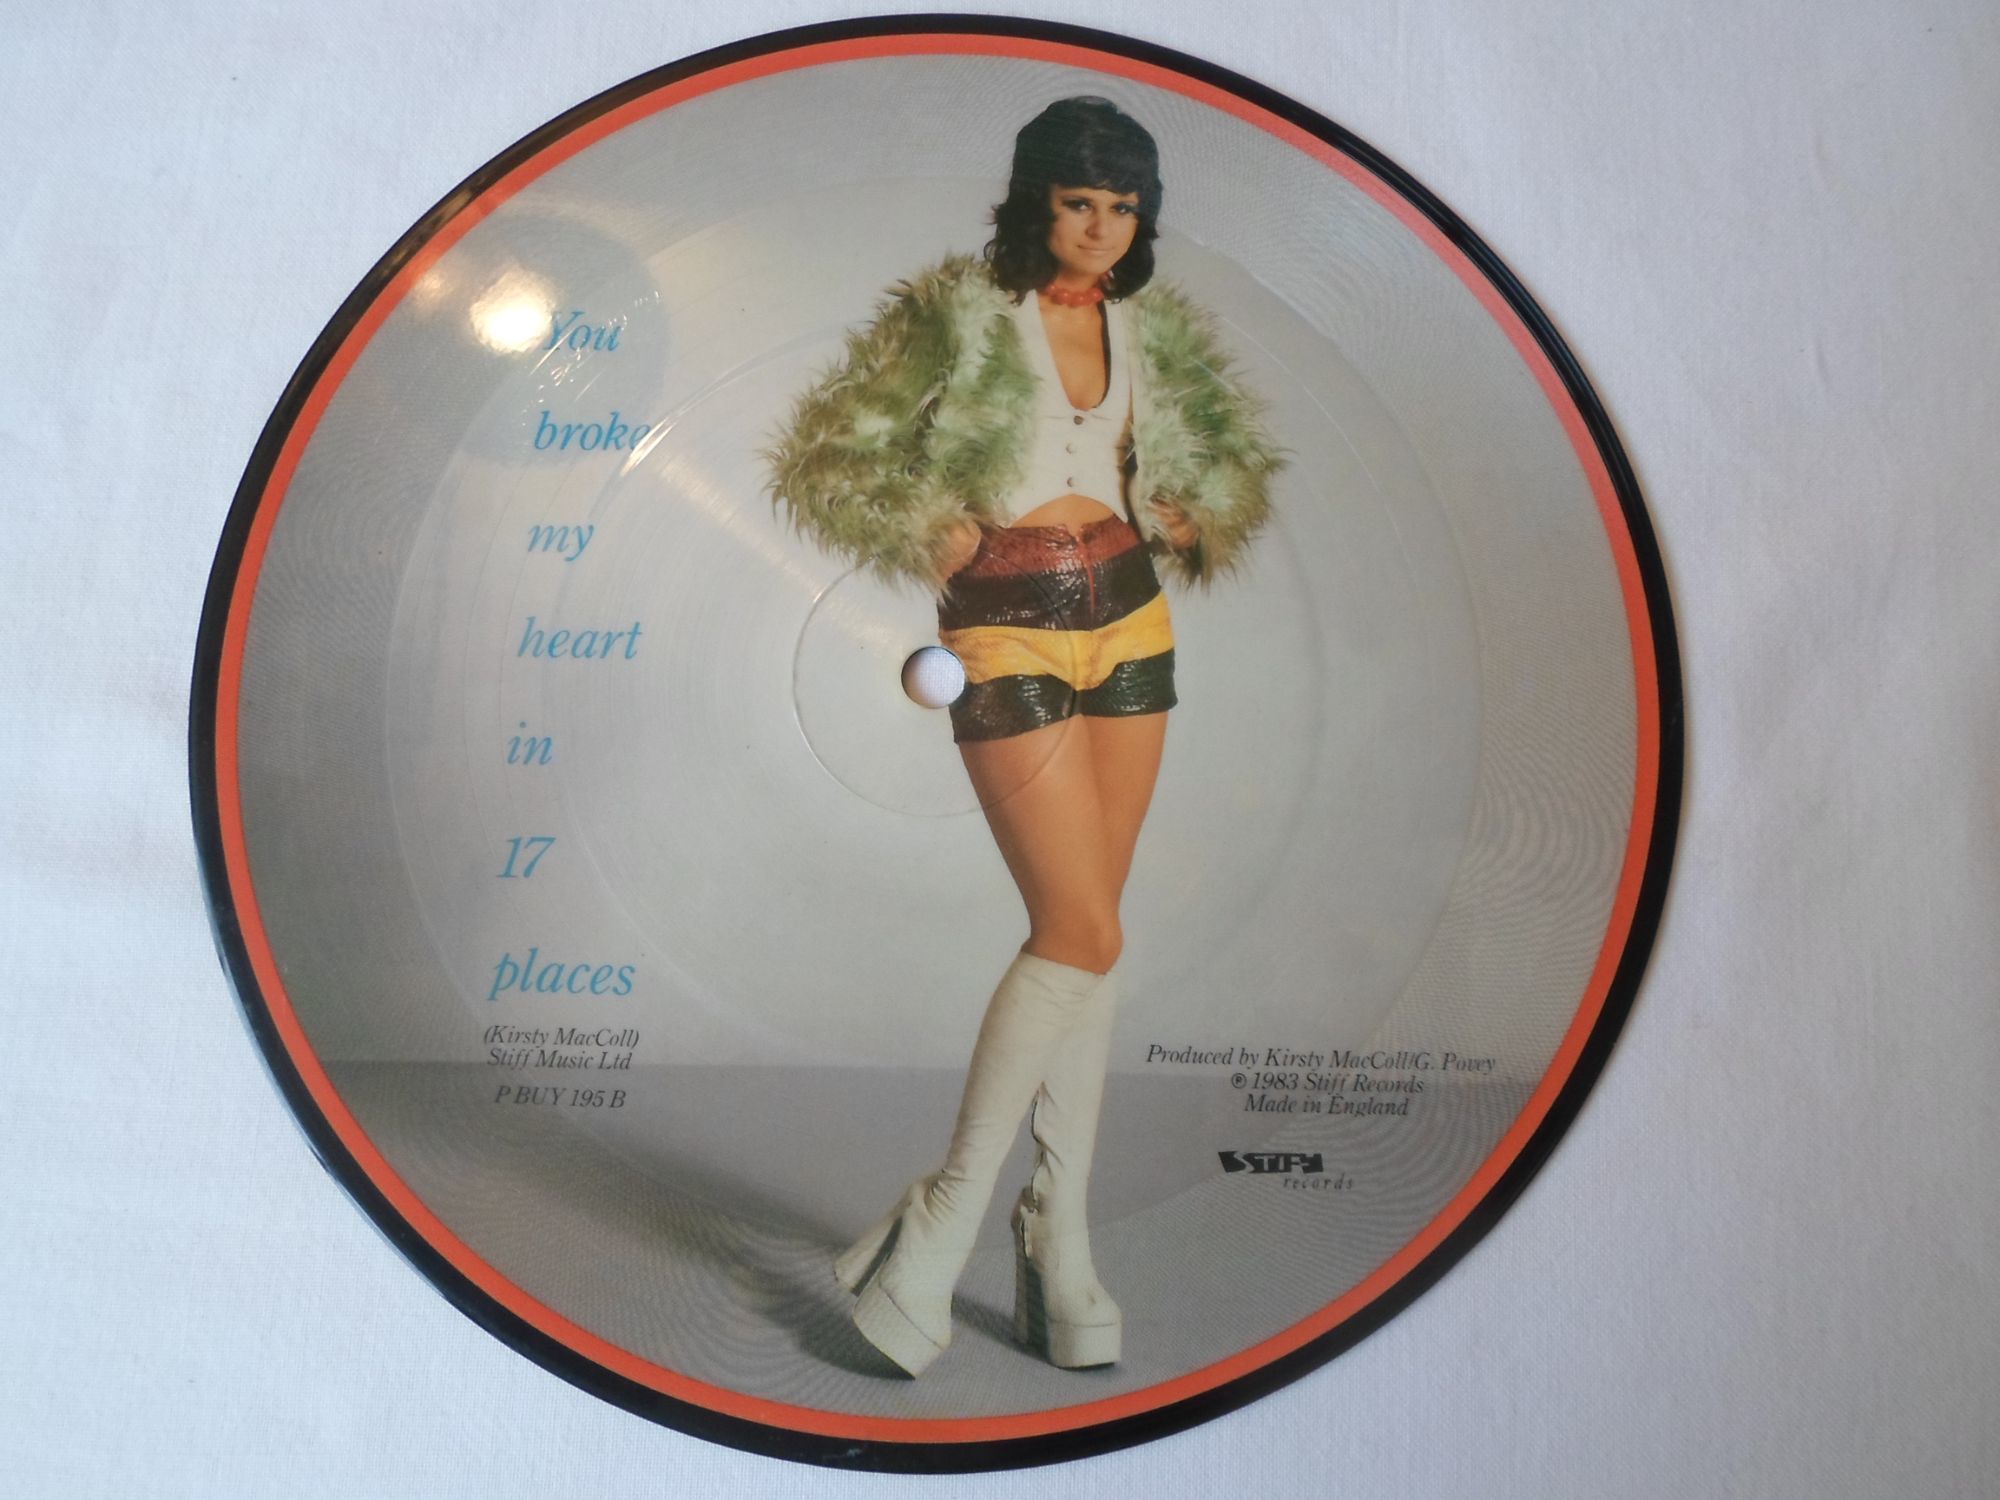 You
broke
my
heart
in
17
places
(Kirsty MacColl)
Stiff Music Ltd
P BUY 195 B
Produced by Kirsty MacColl/G. Povey
℗ 1983 Stiff Records
Made in England
STIFF
records